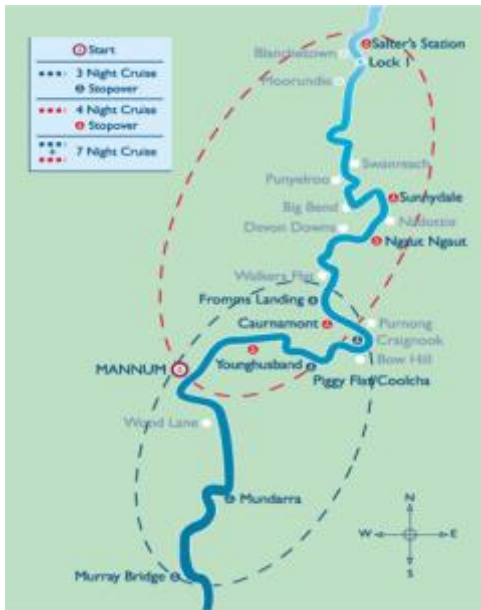 Start
3 Night Cruise
Stopover
4 Night Cruise
Stopover
7 Night Cruise
Salter's Station
Blanchetown
Lock 1
Moorundie
Swanreach
Punyelroo
Sunnydale
Big Bend
Nildottie
Devon Downs
Ngaut Ngaut
Walkers Flat
Fromms Landing
Caurnamont
Purnong
Craignook
Younghusband
Bow Hill
MANNUM
Piggy Flat/Coolcha
Wood Lane
Mundarra
Murray Bridge
N
W
E
S